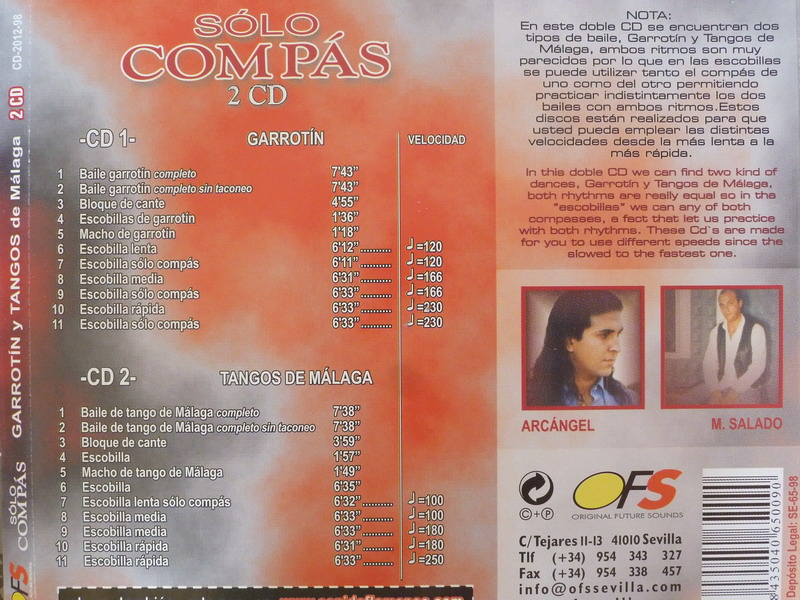 SÓLO
COMPÁS
2 CD
-CD 1- GARROTÍN VELOCIDAD
1 Baile garrotín completo 7'43"
2 Baile garrotín completo sin taconeo 7'43"
3 Bloque de cante 4'55"
4 Escobillas de garrotín 1'36"
5 Macho de garrotín 1'18"
6 Escobilla lenta 6'12" .......... ♩=120
7 Escobilla sólo compás 6'11" .......... ♩=120
8 Escobilla media 6'31" .......... ♩=166
9 Escobilla sólo compás 6'33" .......... ♩=166
10 Escobilla rápida 6'33" .......... ♩=230
11 Escobilla sólo compás 6'33" .......... ♩=230
-CD 2- TANGOS DE MÁLAGA
1 Baile de tango de Málaga completo 7'38"
2 Baile de tango de Málaga completo sin taconeo 7'38"
3 Bloque de cante 3'59"
4 Escobilla 1'57"
5 Macho de tango de Málaga 1'49"
6 Escobilla 6'35"
7 Escobilla lenta sólo compás 6'32" .......... ♩=100
8 Escobilla media 6'33" .......... ♩=100
9 Escobilla media 6'33" .......... ♩=180
10 Escobilla rápida 6'31" .......... ♩=180
11 Escobilla rápida 6'33" .......... ♩=250
NOTA:
En este doble CD se encuentran dos
tipos de baile, Garrotín y Tangos de
Málaga, ambos ritmos son muy
parecidos por lo que en las escobillas
se puede utilizar tanto el compás de
uno como del otro permitiendo
practicar indistintamente los dos
bailes con ambos ritmos.Estos
discos están realizados para que
usted pueda emplear las distintas
velocidades desde la más lenta a la
más rápida.
In this doble CD we can find two kind of
dances, Garrotín y Tangos de Málaga,
both rhythms are really equal so in tha
"escobillas" we can any of both
compasses, a fact that let us practice
with both rhythms. These Cd`s are made
for you to use different speeds since the
slowed to the fastest one.
ARCÁNGEL
M. SALADO
©+Ⓟ
OFS
ORIGINAL FUTURE SOUNDS
C/ Tejares 11-13 41010 Sevilla
Tlf (+34) 954 343 327
Fax (+34) 954 338 457
info@ofssevilla.com
8435040650090
Depósito Legal: SE-65-98
OFS SÓLO COMPÁS GARROTÍN y TANGOS de Málaga 2 CD CD-2012-98